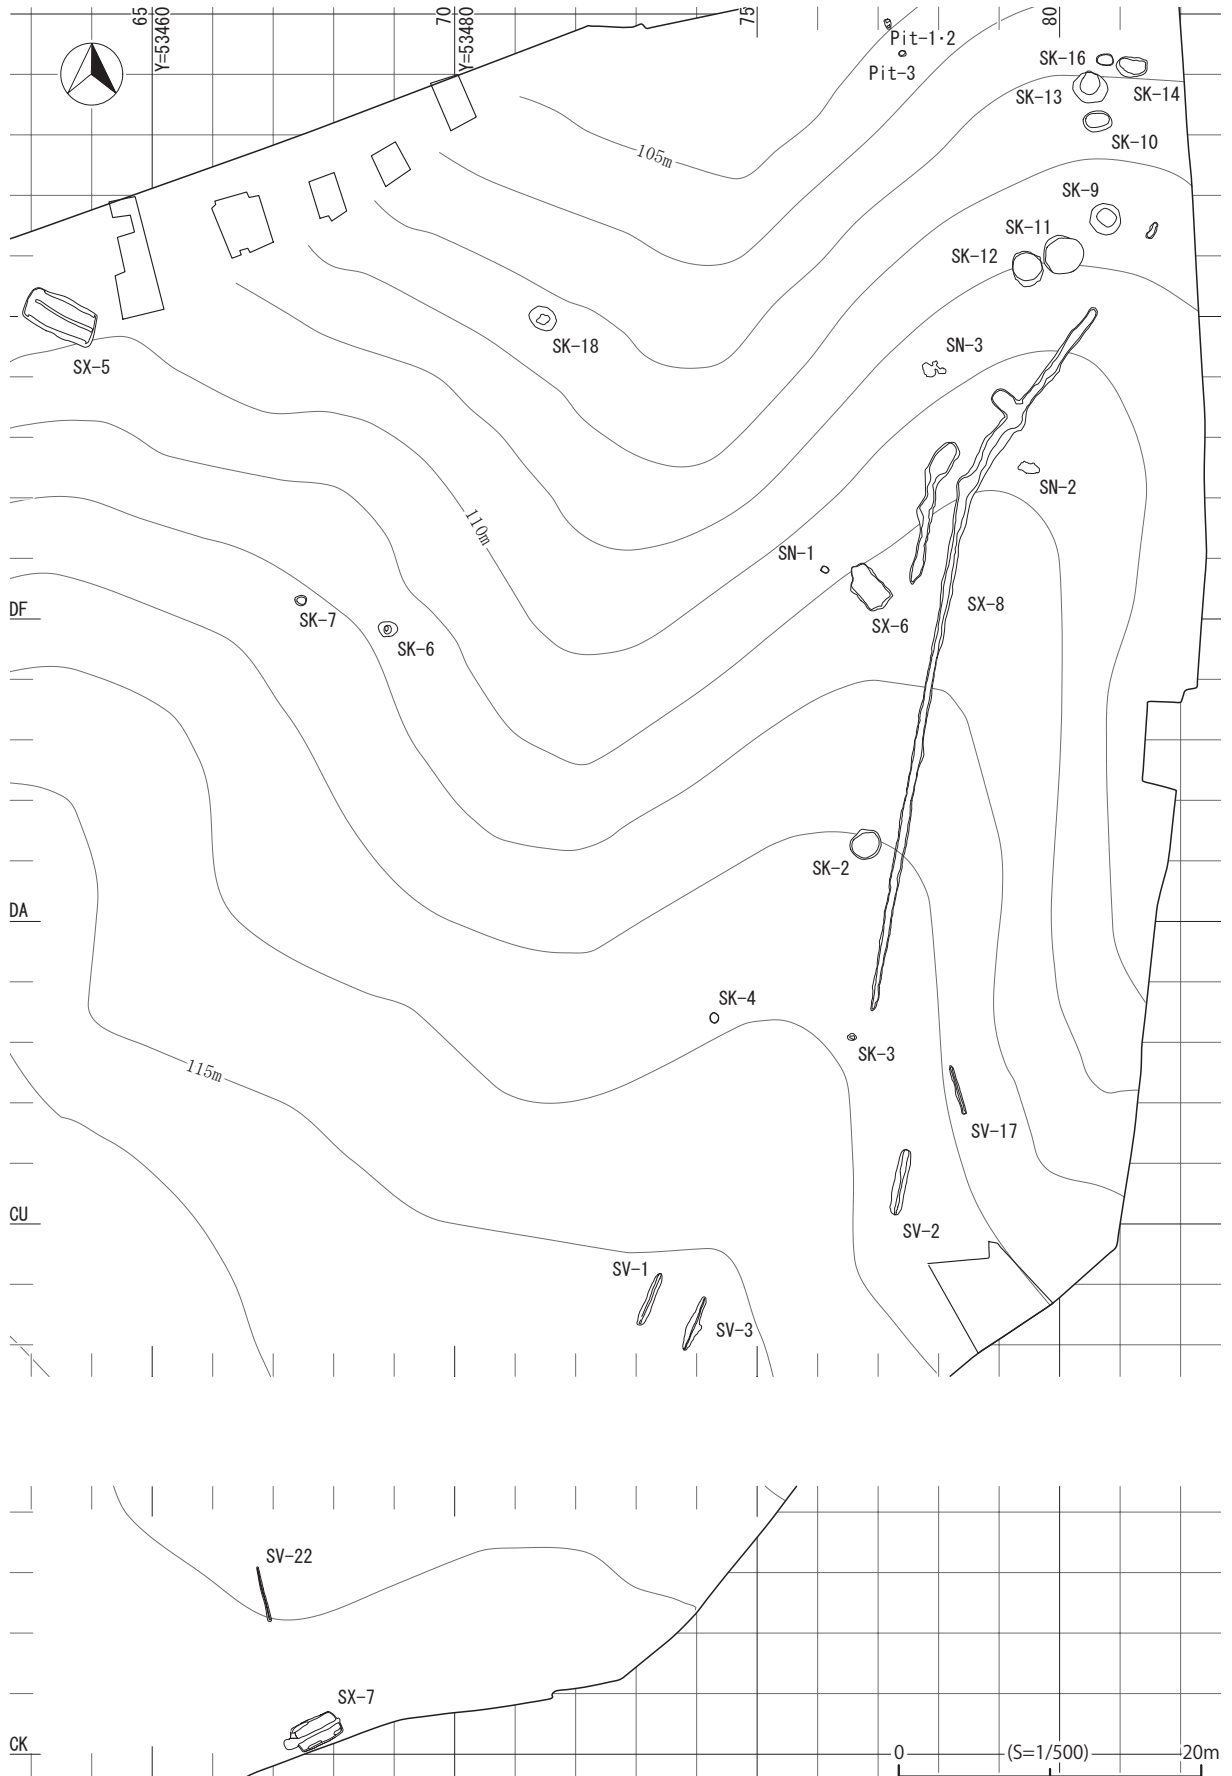 65
Y=53460
70
Y=53480
75
80
Pit-1・2
Pit-3
SK-16
SK-14
SK-13
SK-10
105m
SK-9
SK-11
SK-12
SX-5
SK-18
SN-3
SN-2
110m
SN-1
SX-6
SX-8
DF
SK-7
SK-6
SK-2
DA
SK-4
SK-3
115m
SV-17
CU
SV-2
SV-1
SV-3
SV-22
SX-7
CK
0 (S=1/500) 20m